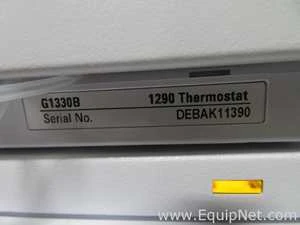 G1330B 1290 Thermostat
Serial No. DEBAK11390
www.EquipNet.com